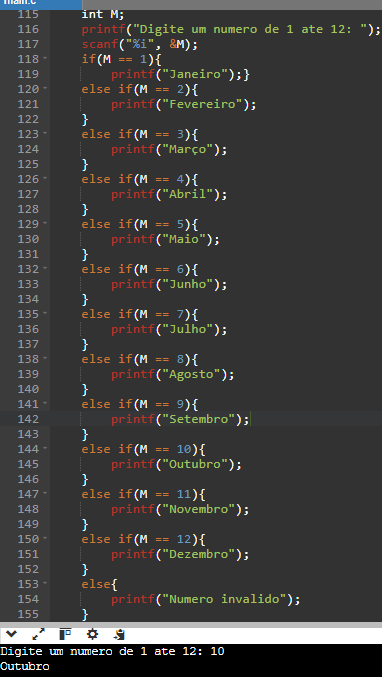 main.c
115 int M;
116 printf("Digite um numero de 1 ate 12: ");
117 scanf("%i", &M);
118 if(M == 1){
119 printf("Janeiro");}
120 else if(M == 2){
121 printf("Fevereiro");
122 }
123 else if(M == 3){
124 printf("Março");
125 }
126 else if(M == 4){
127 printf("Abril");
128 }
129 else if(M == 5){
130 printf("Maio");
131 }
132 else if(M == 6){
133 printf("Junho");
134 }
135 else if(M == 7){
136 printf("Julho");
137 }
138 else if(M == 8){
139 printf("Agosto");
140 }
141 else if(M == 9){
142 printf("Setembro");
143 }
144 else if(M == 10){
145 printf("Outubro");
146 }
147 else if(M == 11){
148 printf("Novembro");
149 }
150 else if(M == 12){
151 printf("Dezembro");
152 }
153 else{
154 printf("Numero invalido");
155 }
Digite um numero de 1 ate 12: 10
Outubro